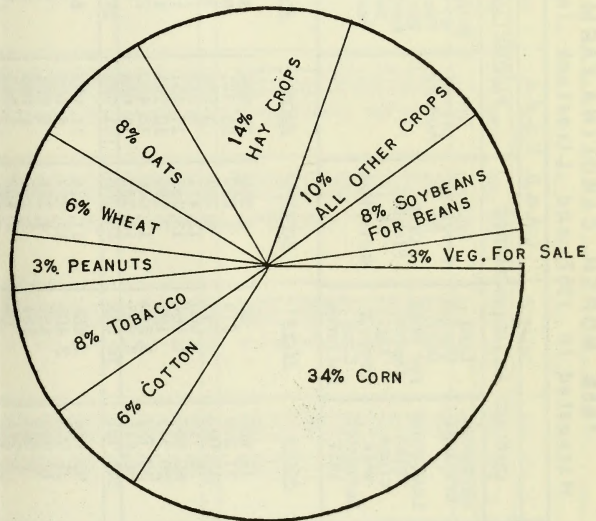 14%
HAY CROPS
10%
ALL OTHER CROPS
8% OATS
8% SOYBEANS
FOR BEANS
6% WHEAT
3% VEG. FOR SALE
3% PEANUTS
8% TOBACCO
6% COTTON
34% CORN